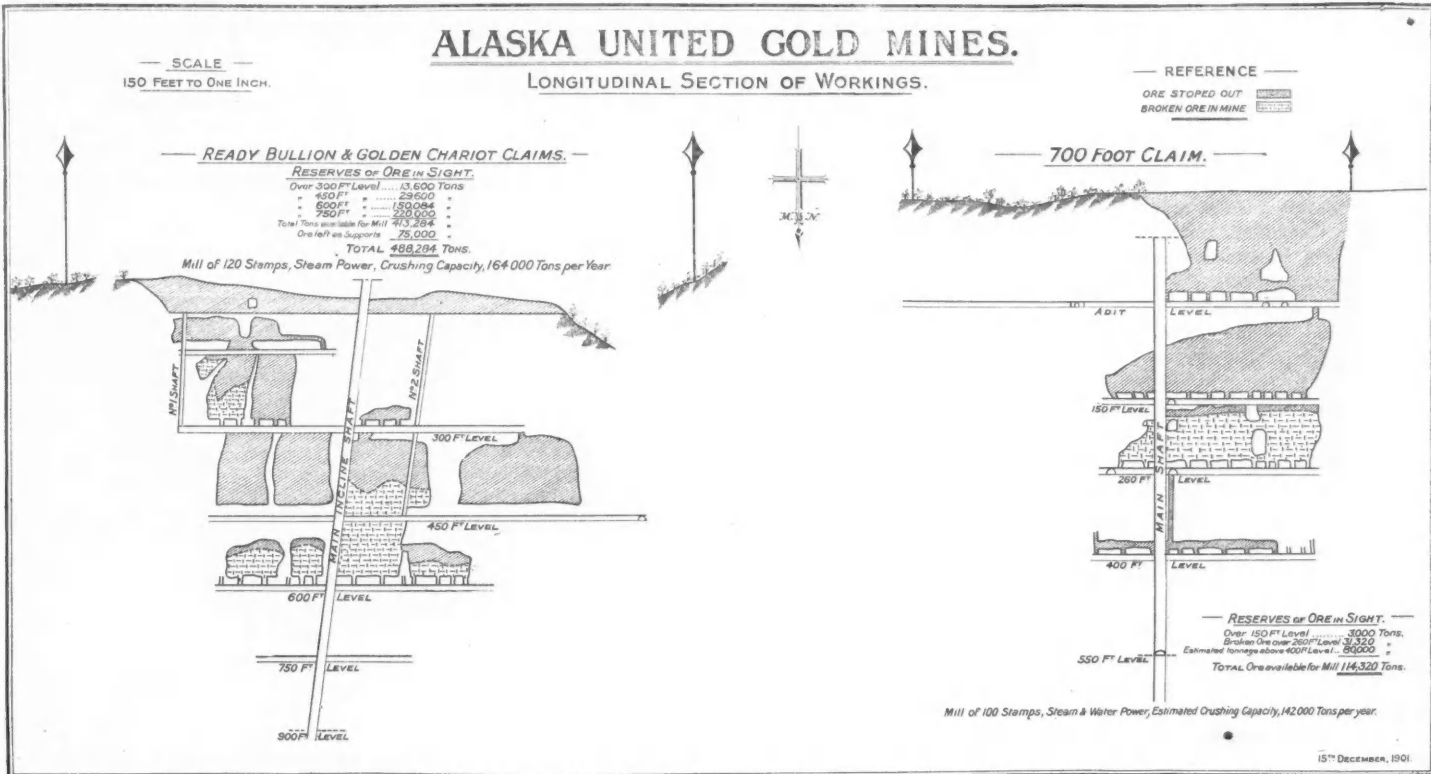 ALASKA UNITED GOLD MINES.
LONGITUDINAL SECTION OF WORKINGS.
— SCALE —
150 FEET TO ONE INCH.
— REFERENCE —
ORE STOPED OUT
BROKEN ORE IN MINE
— READY BULLION & GOLDEN CHARIOT CLAIMS. —
RESERVES OF ORE IN SIGHT.
Over 300 FT Level ..... 13,600 Tons
„ 450 FT „ ...... 29,600 „
„ 600 FT „ ...... 150,084 „
„ 750 FT „ ...... 220,000 „
Total Tons available for Mill 413,284 „
Ore left as Supports 75,000 „
TOTAL 488,284 TONS.
Mill of 120 Stamps, Steam Power, Crushing Capacity, 164000 Tons per Year
M. N.
— 700 FOOT CLAIM. —
No 1 SHAFT
MAIN INCLINE SHAFT
No 2 SHAFT
300 FT LEVEL
450 FT LEVEL
600 FT LEVEL
750 FT LEVEL
900 FT LEVEL
ADIT LEVEL
150 FT LEVEL
MAIN SHAFT
260 FT LEVEL
400 FT LEVEL
550 FT LEVEL
— RESERVES OF ORE IN SIGHT. —
Over 150 FT Level ......... 3,000 Tons.
Broken Ore over 260 FT Level 31,320 „
Estimated tonnage above 400 FT Level .. 80,000 „
TOTAL Ore available for Mill 114,320 Tons.
Mill of 100 Stamps, Steam & Water Power, Estimated Crushing Capacity, 142000 Tons per year.
15TH DECEMBER, 1901.